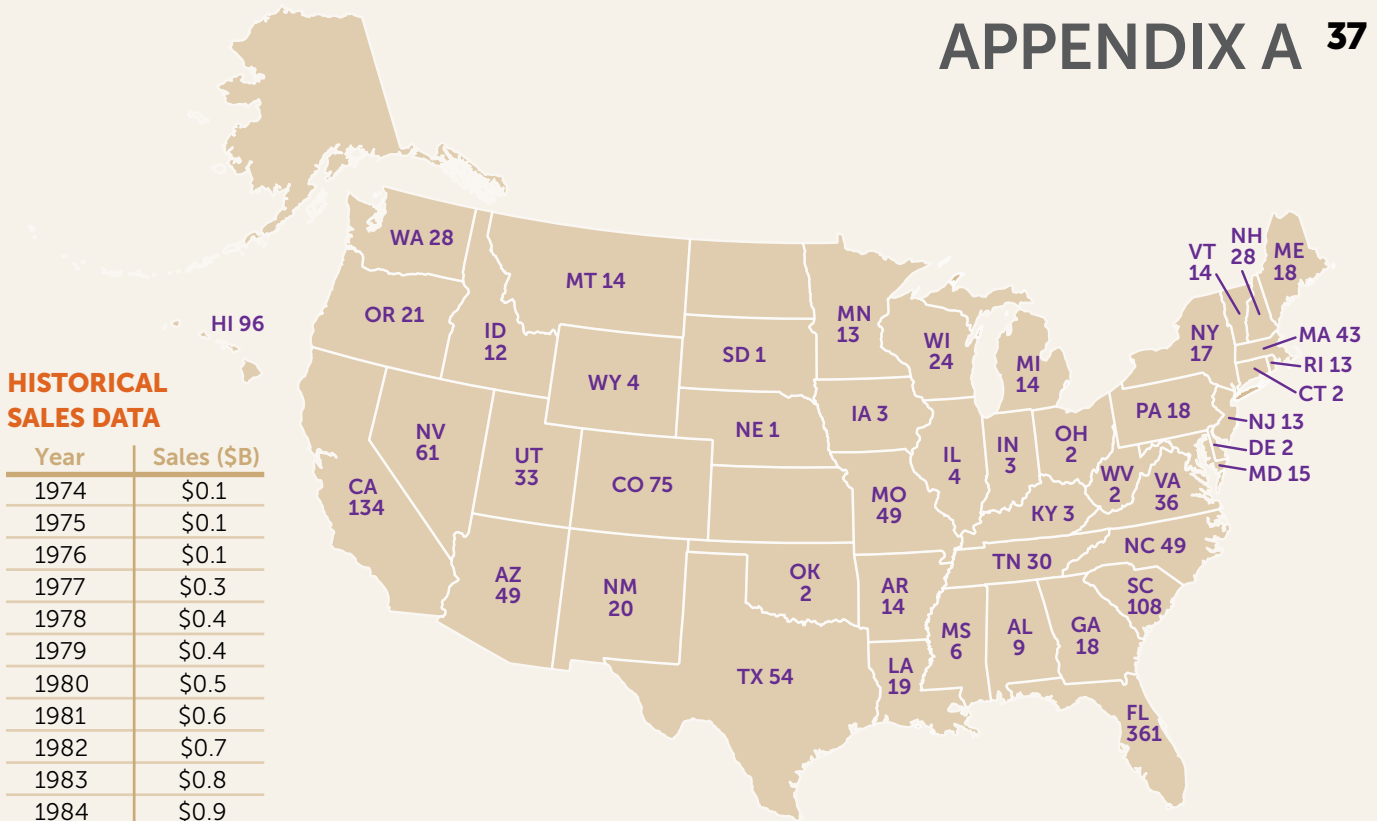 APPENDIX A 37
WA 28
MT 14
OR 21
ID
12
WY 4
SD 1
NE 1
MN
13
WI
24
MI
14
IA 3
NV
61
UT
33
CO 75
CA
134
AZ
49
NM
20
TX 54
OK
2
MO
49
AR
14
LA
19
IL
4
IN
3
OH
2
KY 3
TN 30
MS
6
AL
9
GA
18
FL
361
SC
108
NC 49
VA
36
WV
2
PA 18
NY
17
VT
14
NH
28
ME
18
MA 43
RI 13
CT 2
NJ 13
DE 2
MD 15
HI 96
HISTORICAL
SALES DATA
Year Sales ($B)
1974 $0.1
1975 $0.1
1976 $0.1
1977 $0.3
1978 $0.4
1979 $0.4
1980 $0.5
1981 $0.6
1982 $0.7
1983 $0.8
1984 $0.9